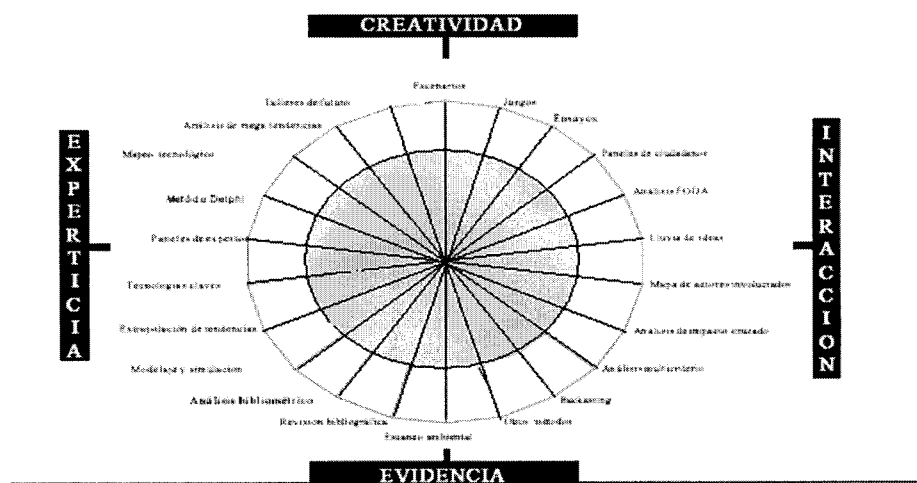 CREATIVIDAD
Escenarios
Talleres de futuro
Juegos
Análisis de mega tendencias
Ensayos
Mapeo tecnológico
Paneles de ciudadanos
Método Delphi
Análisis FODA
Paneles de experto
Lluvia de ideas
Tecnologías claves
Mapa de actores involucrados
Extrapolación de tendencias
Análisis de impacto cruzado
Modelaje y simulación
Análisis multicriterio
Análisis bibliométrico
Backasting
Revisión bibliográfica
Otros métodos
Escaneo ambiental
EVIDENCIA
EXPERTICIA
INTERACCION